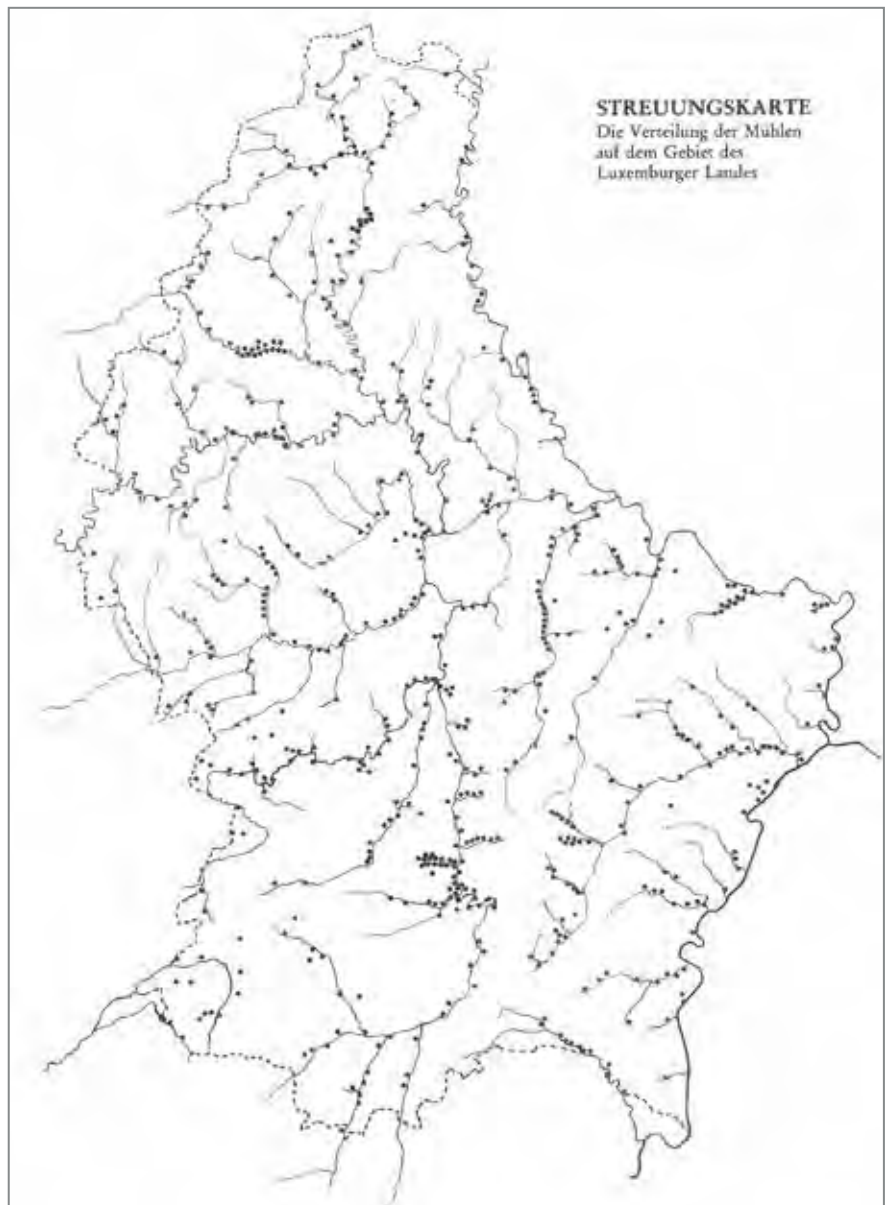 STREUUNGSKARTE
Die Verteilung der Mühlen
auf dem Gebiet des
Luxemburger Landes